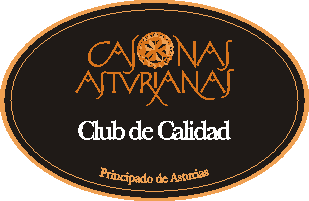 CASONAS
ASTURIANAS
Club de Calidad
Principado de Asturias